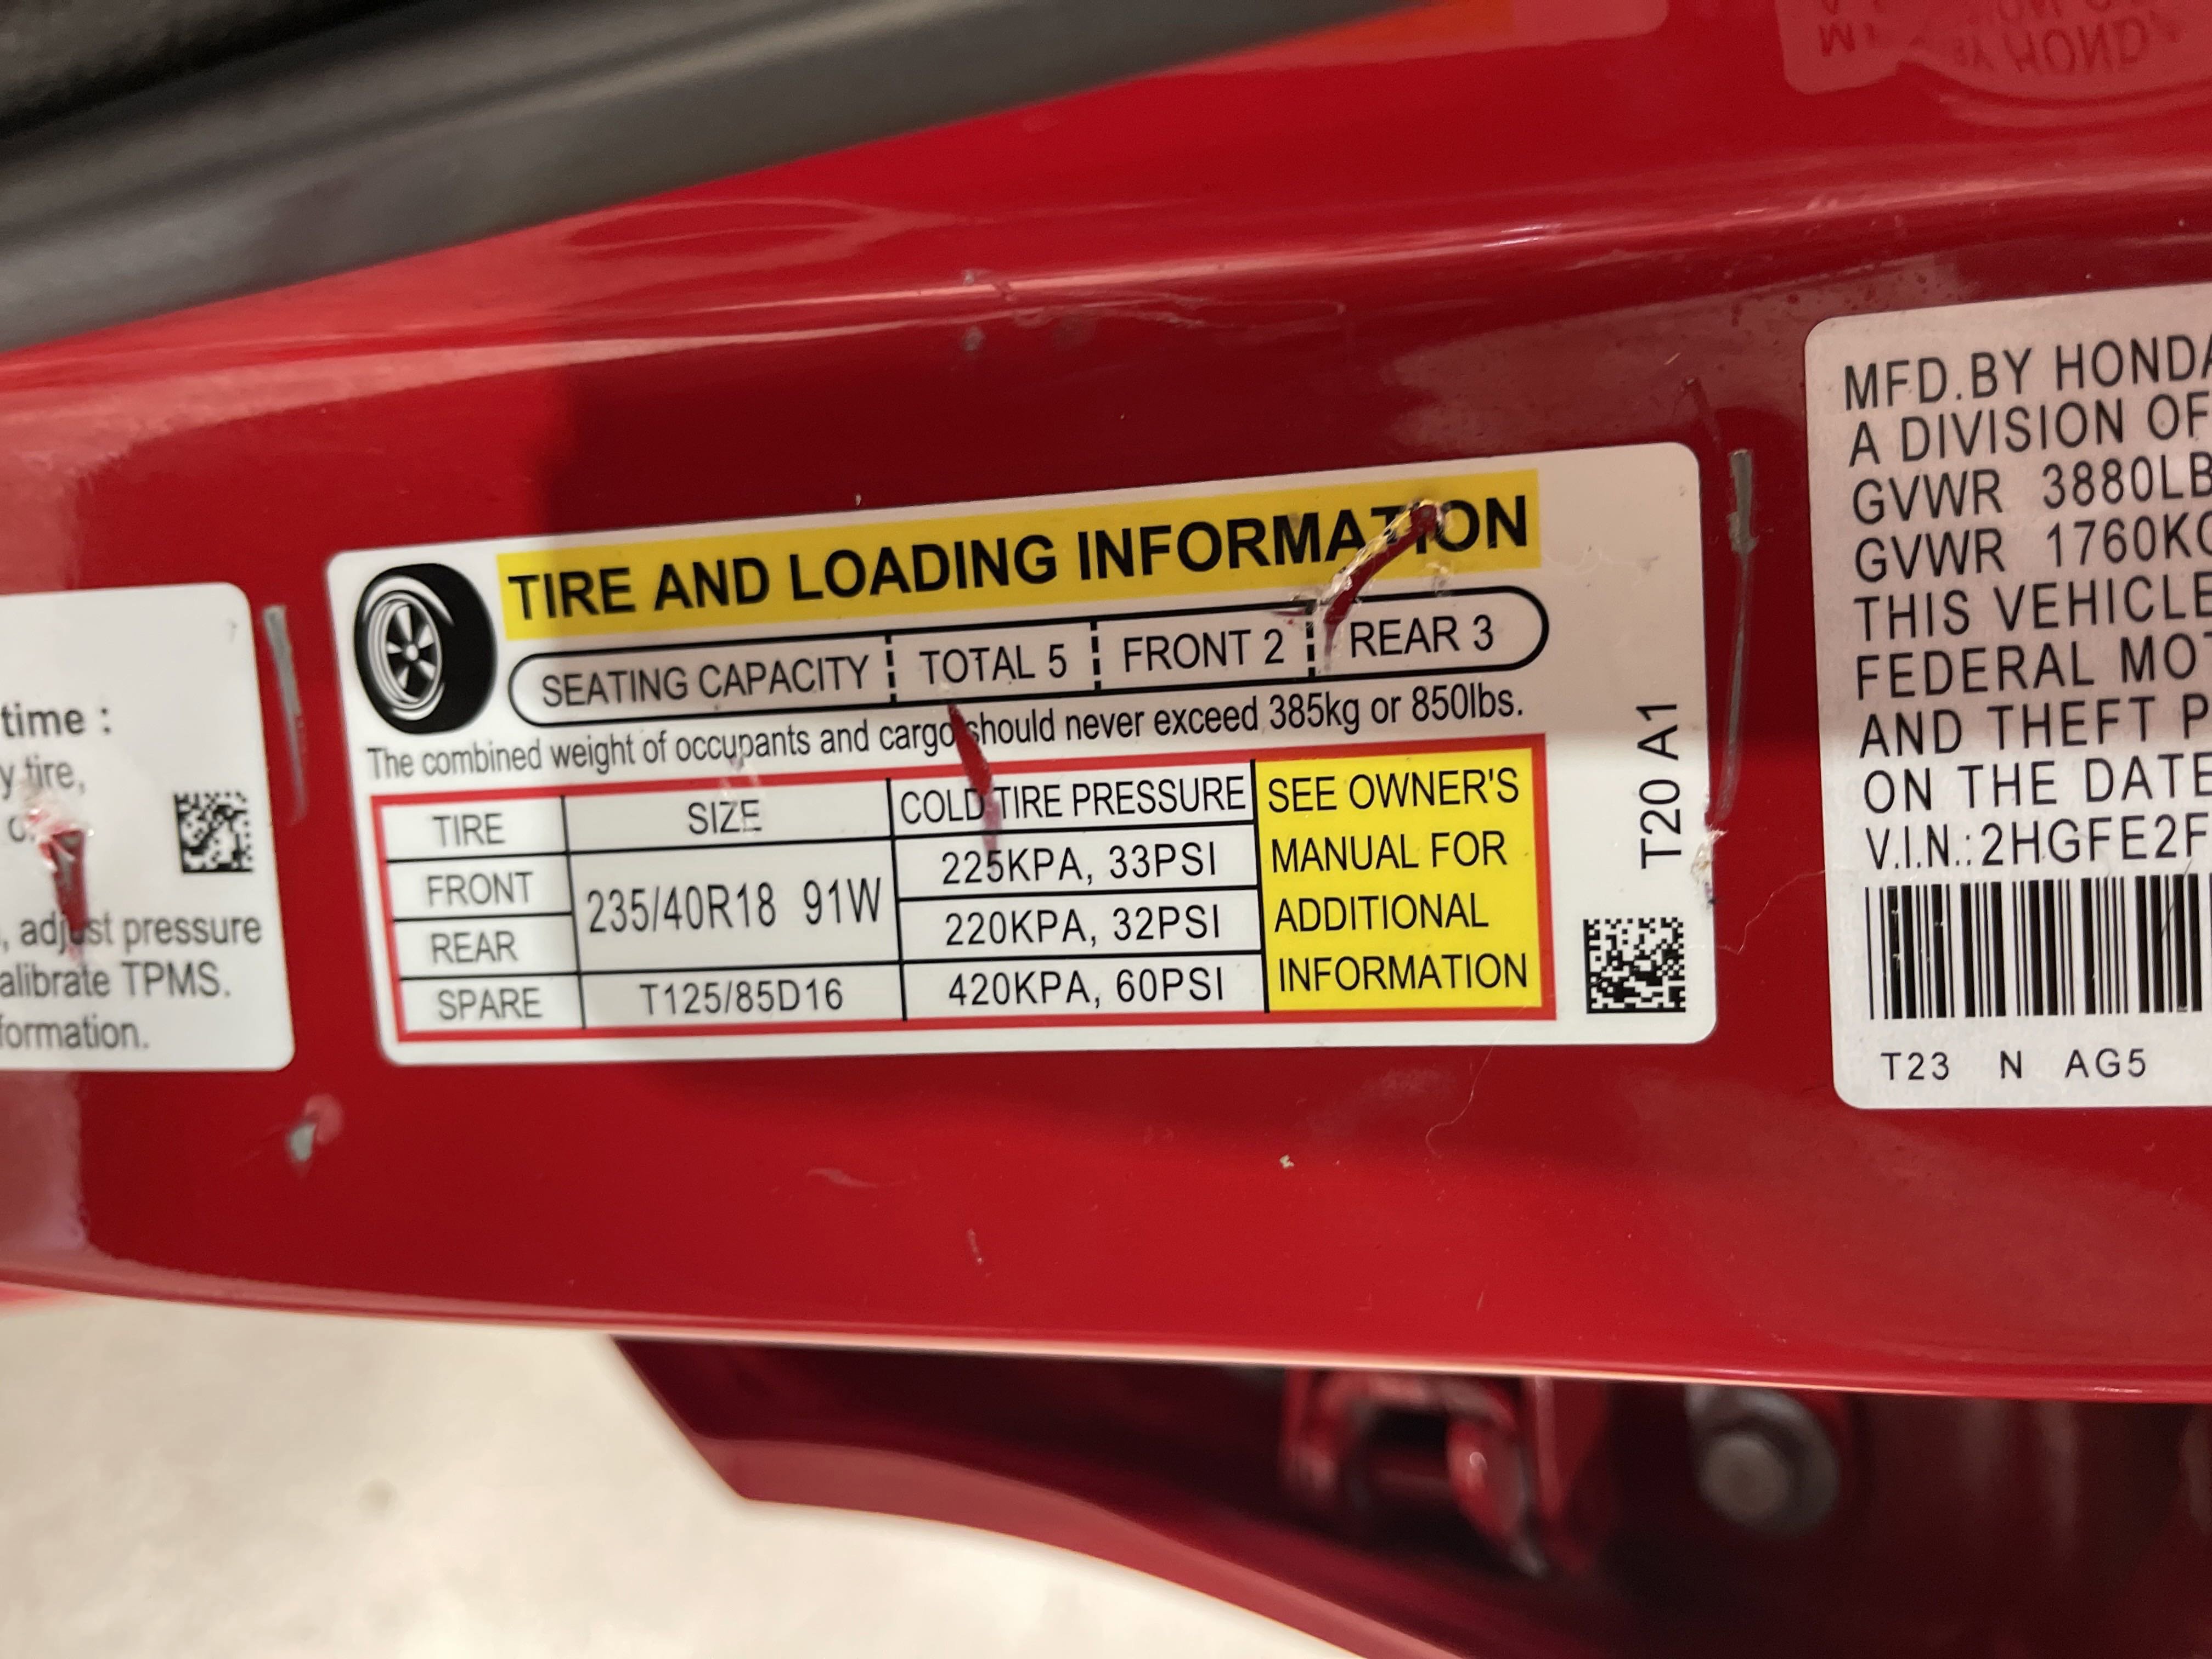 time :
y tire,
, adjust pressure
alibrate TPMS.
formation.
TIRE AND LOADING INFORMATION
SEATING CAPACITY TOTAL 5 FRONT 2 REAR 3
The combined weight of occupants and cargo should never exceed 385kg or 850lbs.
TIRE SIZE COLD TIRE PRESSURE
FRONT 235/40R18 91W 225KPA, 33PSI
REAR 220KPA, 32PSI
SPARE T125/85D16 420KPA, 60PSI
SEE OWNER'S
MANUAL FOR
ADDITIONAL
INFORMATION
T20 A1
MFD.BY HONDA
A DIVISION OF
GVWR 3880LB
GVWR 1760KG
THIS VEHICLE
FEDERAL MOT
AND THEFT P
ON THE DATE
V.I.N.:2HGFE2F
T23 N AG5